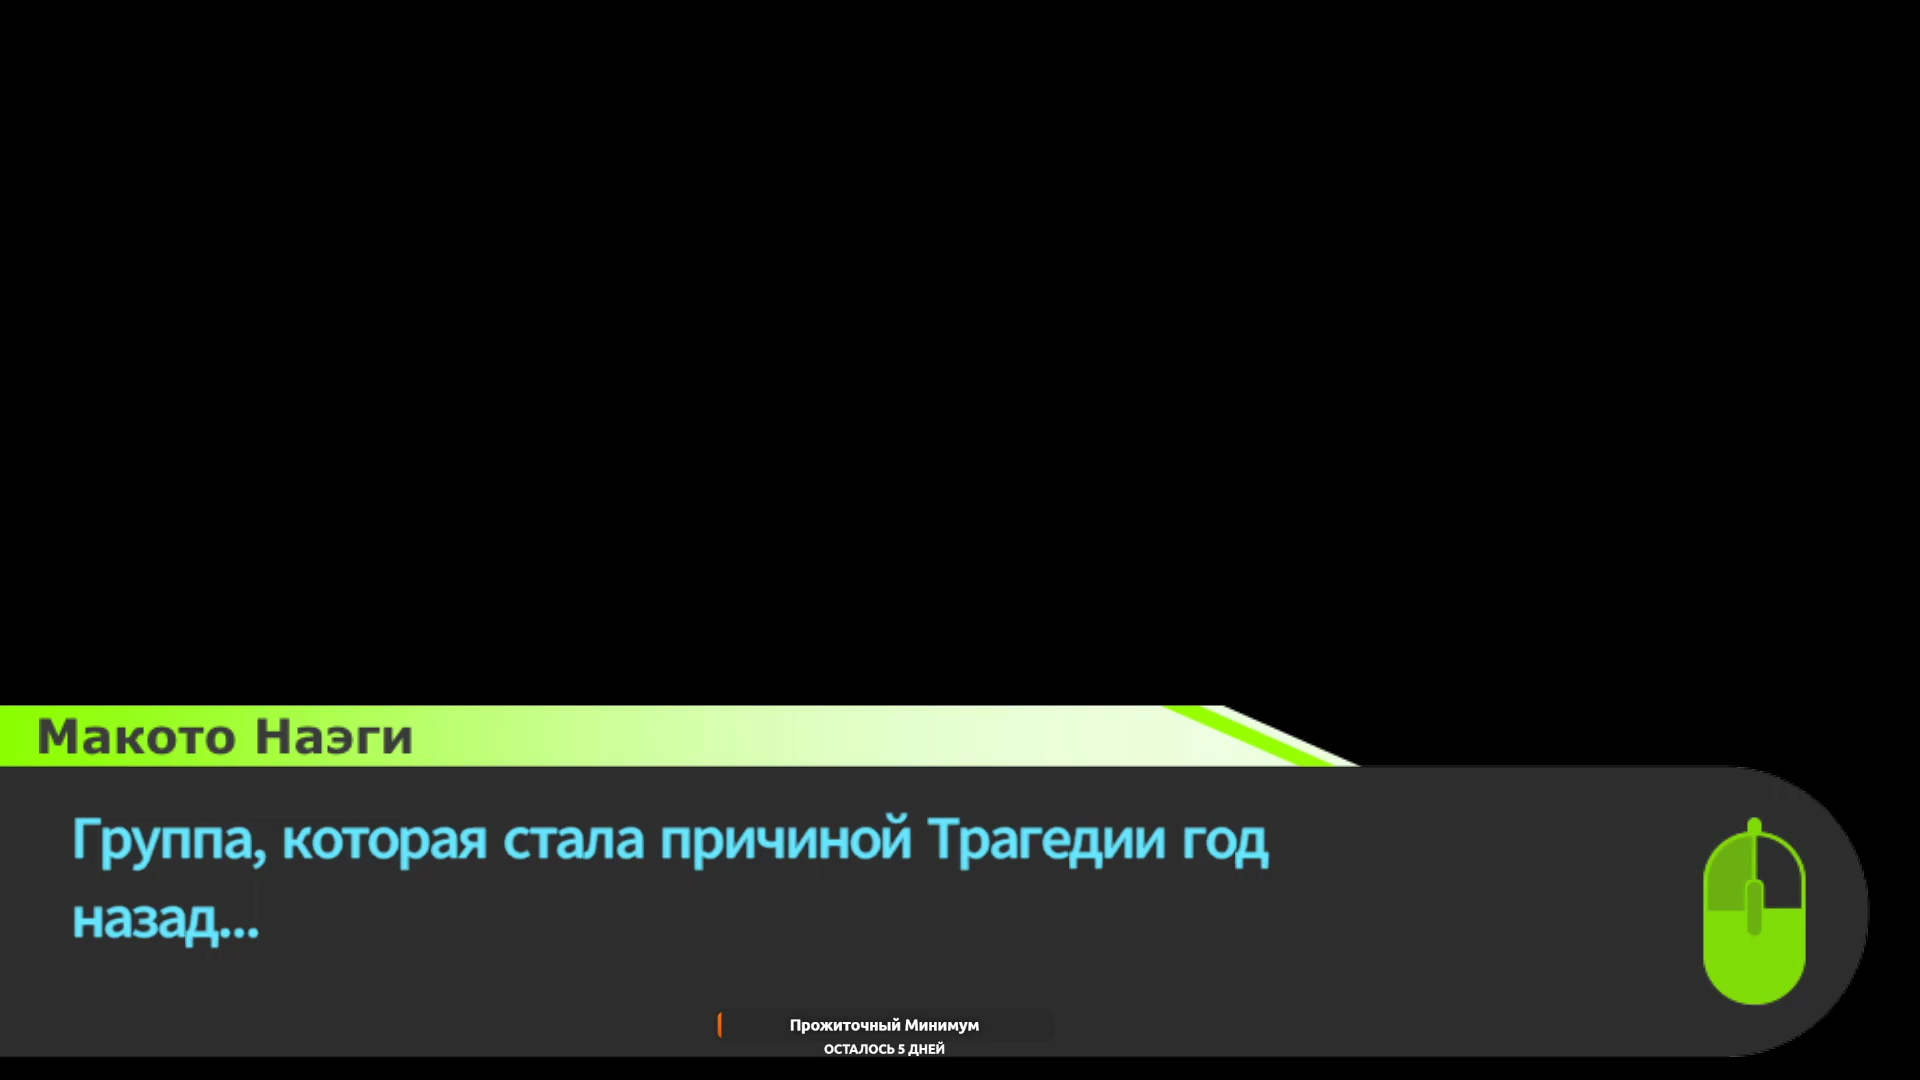 Макото Наэги
Группа, которая стала причиной Трагедии год
назад...
Прожиточный Минимум
ОСТАЛОСЬ 5 ДНЕЙ